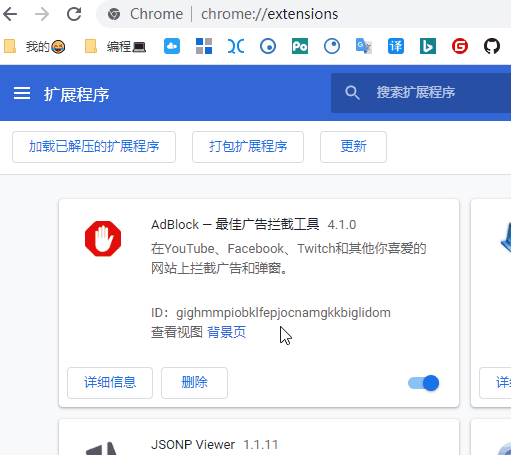 Chrome | chrome://extensions
我的😂 编程💻
扩展程序
搜索扩展程序
加载已解压的扩展程序 打包扩展程序 更新
AdBlock — 最佳广告拦截工具 4.1.0
在YouTube、Facebook、Twitch和其他你喜爱的
网站上拦截广告和弹窗。
ID：gighmmpiobklfepjocnamgkkbiglidom
查看视图 背景页
详细信息 删除
详
JSONP Viewer 1.1.11